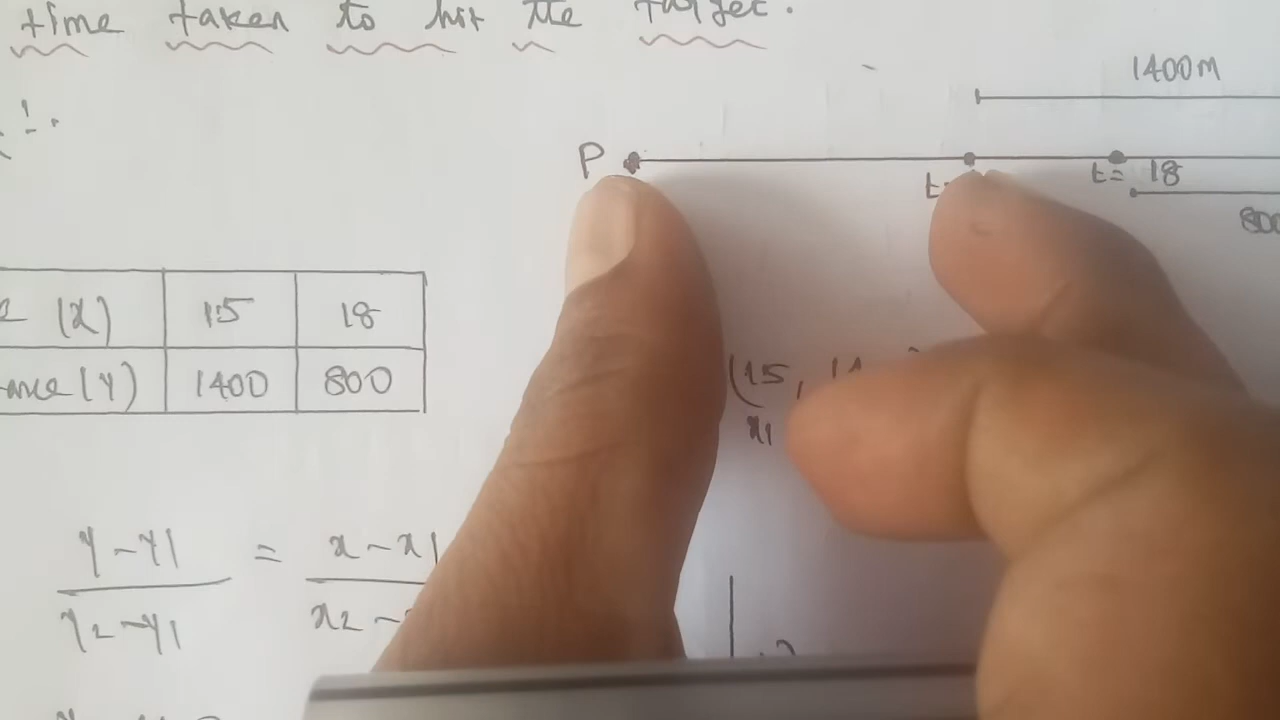 time taken to hit the target.
1400M
P
t= 18
800
(x) 15 18
(Y) 1400 800
(15,
x1
y-y1 = x-x1
y2-y1 x2-